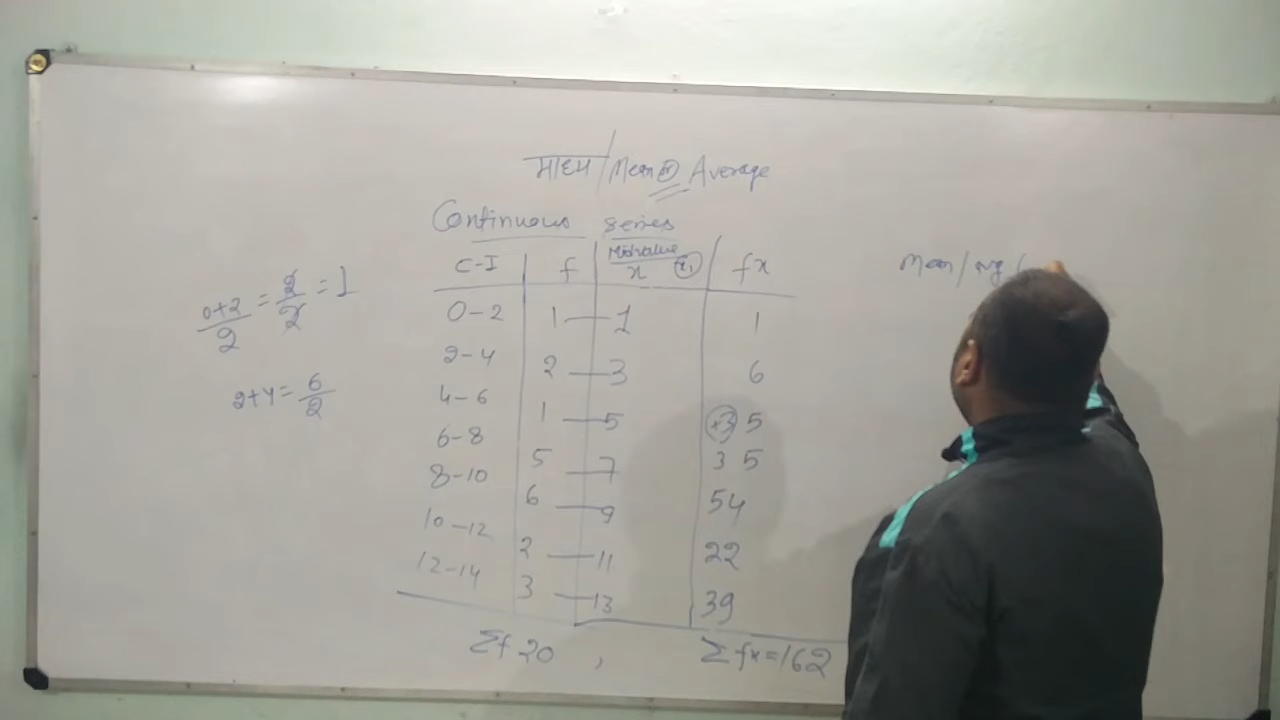 माध्य / Mean or Average
Continuous series
C-I f Midvalue x fx
0-2 1 1 1
2-4 2 3 6
4-6 1 5 +3 5
6-8 5 7 35
8-10 6 9 54
10-12 2 11 22
12-14 3 13 39
Σf 20 , Σfx=162
0+2/2 = 2/2 = 1
2+4 = 6/2
Mean/